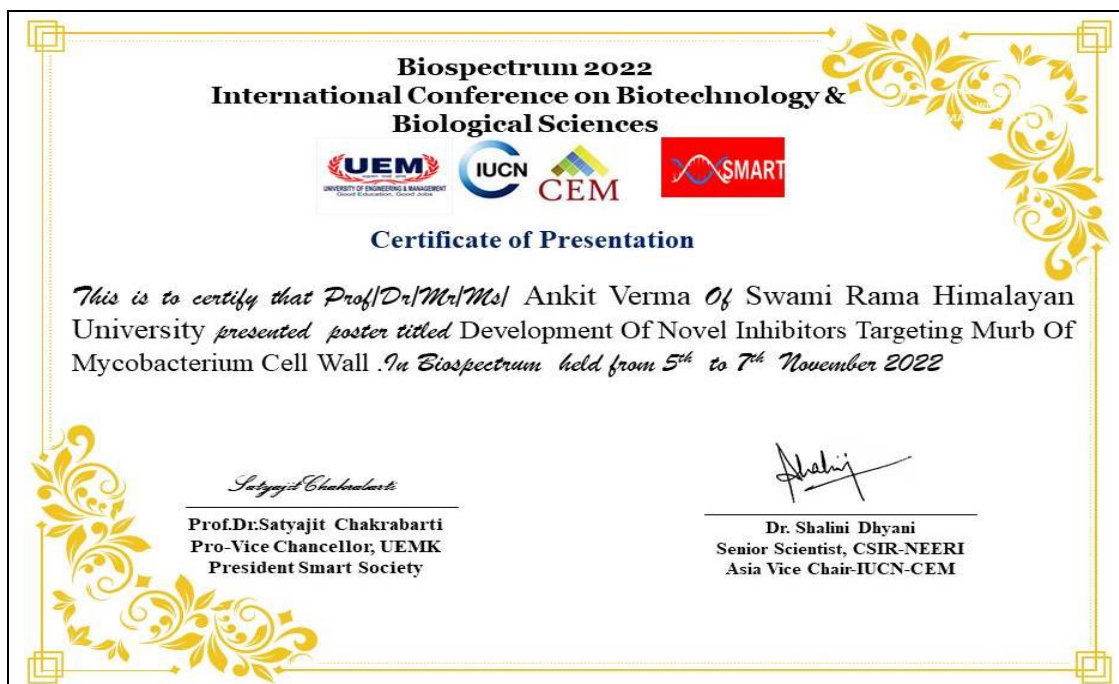 Biospectrum 2022
International Conference on Biotechnology &
Biological Sciences
UEM
UNIVERSITY OF ENGINEERING & MANAGEMENT
Good Education, Good Jobs
IUCN
CEM
SMART
Certificate of Presentation
This is to certify that Prof/Dr/Mr/Ms/ Ankit Verma Of Swami Rama Himalayan
University presented poster titled Development Of Novel Inhibitors Targeting Murb Of
Mycobacterium Cell Wall .In Biospectrum held from 5th to 7th November 2022
Satyajit Chakrabarti
Shalini
Prof.Dr.Satyajit Chakrabarti
Pro-Vice Chancellor, UEMK
President Smart Society
Dr. Shalini Dhyani
Senior Scientist, CSIR-NEERI
Asia Vice Chair-IUCN-CEM